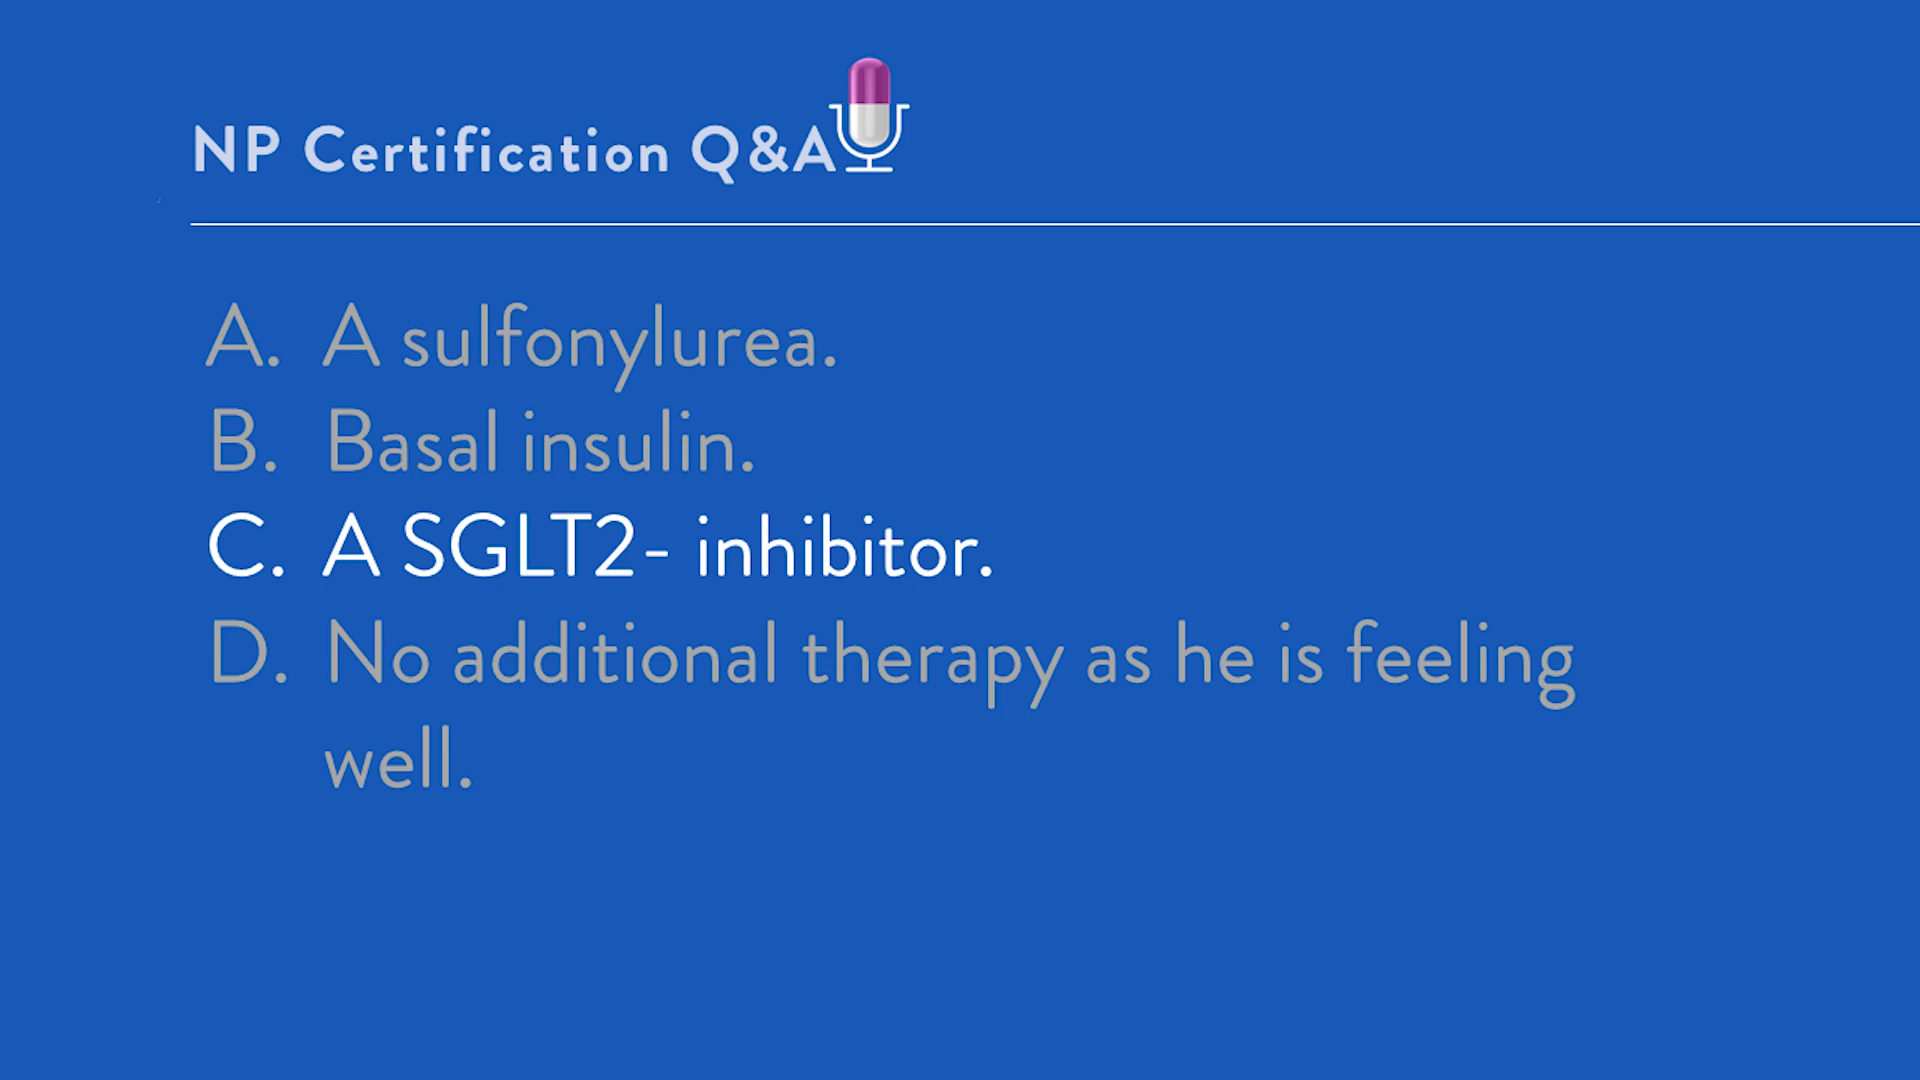 NP Certification Q&A
A. A sulfonylurea.
B. Basal insulin.
C. A SGLT2- inhibitor.
D. No additional therapy as he is feeling
well.